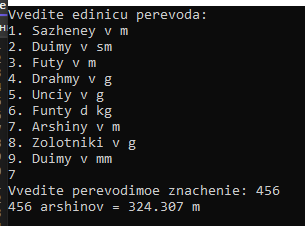 Vvedite edinicu perevoda:
1. Sazheney v m
2. Duimy v sm
3. Futy v m
4. Drahmy v g
5. Unciy v g
6. Funty d kg
7. Arshiny v m
8. Zolotniki v g
9. Duimy v mm
7
Vvedite perevodimoe znachenie: 456
456 arshinov = 324.307 m